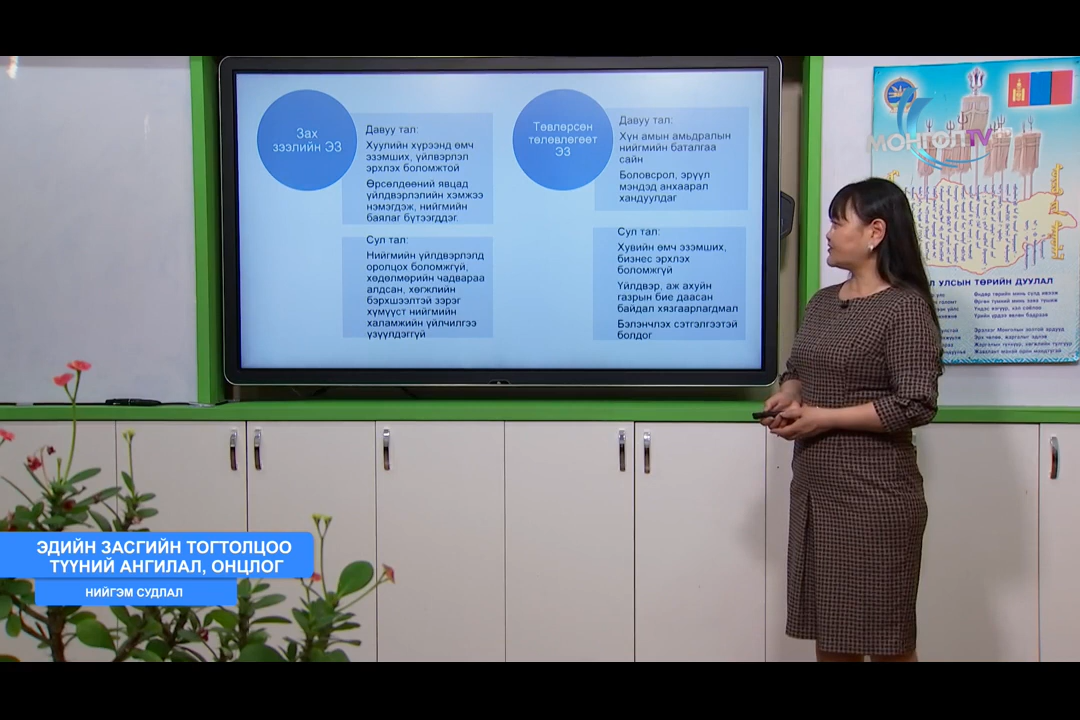 Зах
зээлийн ЭЗ
Давуу тал:
Хуулийн хүрээнд өмч
эзэмших, үйлвэрлэл
эрхлэх боломжтой
Өрсөлдөөний явцад
үйлдвэрлэлийн хэмжээ
нэмэгдэж, нийгмийн
баялаг бүтээгддэг.
Сул тал:
Нийгмийн үйлдвэрлэлд
оролцох боломжгүй,
хөдөлмөрийн чадвараа
алдсан, хөгжлийн
бэрхшээлтэй зэрэг
хүмүүст нийгмийн
халамжийн үйлчилгээ
үзүүлдэггүй
Төвлөрсөн
төлөвлөгөөт
ЭЗ
Давуу тал:
Хүн амын амьдралын
нийгмийн баталгаа
сайн
Боловсрол, эрүүл
мэндэд анхаарал
хандуулдаг
Сул тал:
Хувийн өмч эзэмших,
бизнес эрхлэх
боломжгүй
Үйлдвэр, аж ахуйн
газрын бие даасан
байдал хязгаарлагдмал
Бэлэнчлэх сэтгэлгээтэй
болдог
МОНГОЛ TV
Л УЛСЫН ТӨРИЙН ДУУЛАЛ
ЭДИЙН ЗАСГИЙН ТОГТОЛЦОО
ТҮҮНИЙ АНГИЛАЛ, ОНЦЛОГ
НИЙГЭМ СУДЛАЛ